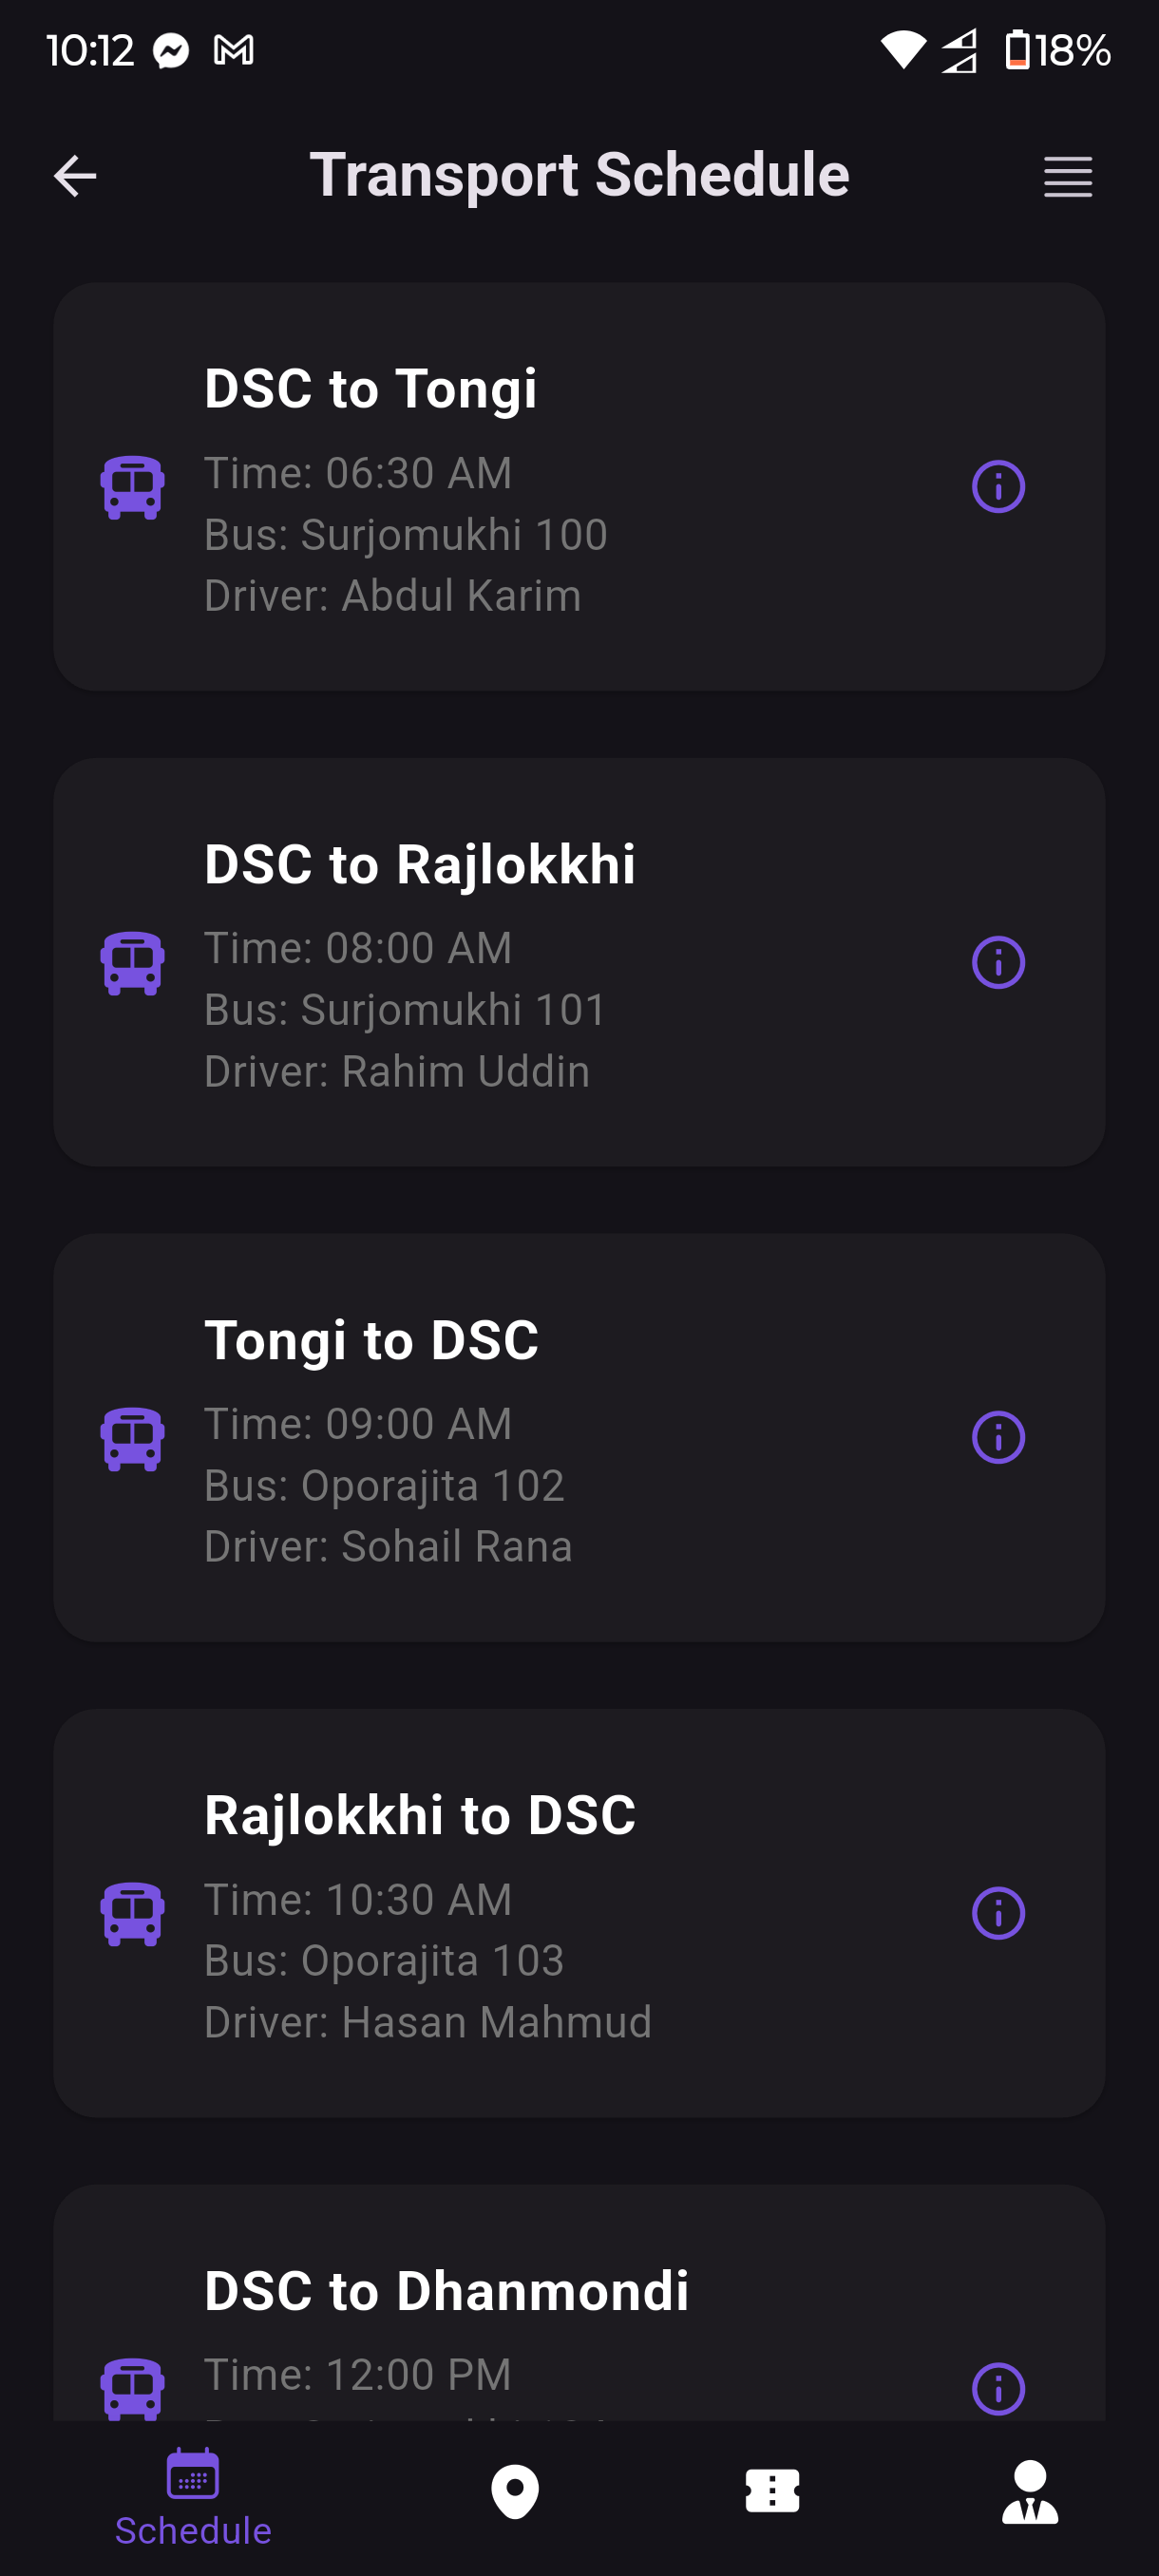 10:12 18%
Transport Schedule
DSC to Tongi
Time: 06:30 AM
Bus: Surjomukhi 100
Driver: Abdul Karim
DSC to Rajlokkhi
Time: 08:00 AM
Bus: Surjomukhi 101
Driver: Rahim Uddin
Tongi to DSC
Time: 09:00 AM
Bus: Oporajita 102
Driver: Sohail Rana
Rajlokkhi to DSC
Time: 10:30 AM
Bus: Oporajita 103
Driver: Hasan Mahmud
DSC to Dhanmondi
Time: 12:00 PM
Schedule